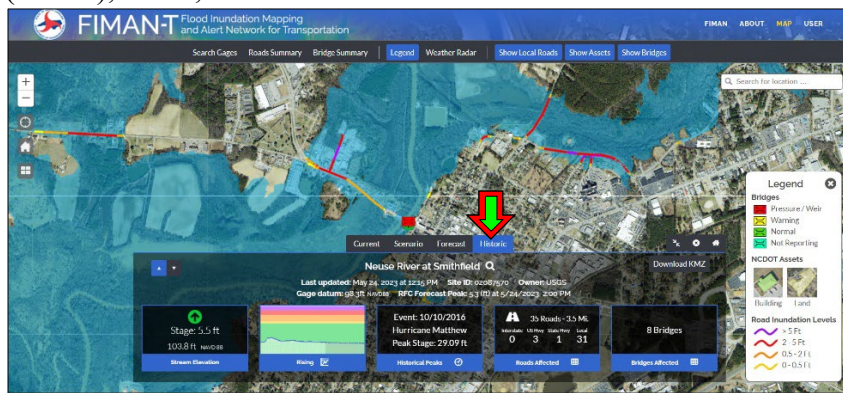 FIMAN-T Flood Inundation Mapping
and Alert Network for Transportation
FIMAN ABOUT MAP USER
Search Gages Roads Summary Bridge Summary Legend Weather Radar Show Local Roads Show Assets Show Bridges
Search for location ...
Legend
Bridges
Pressure / Weir
Warning
Normal
Not Reporting
NCDOT Assets
Building Land
Road Inundation Levels
> 5 Ft
2 - 5 Ft
0.5 - 2 Ft
0 - 0.5 Ft
Current Scenario Forecast Historic
Neuse River at Smithfield
Download KMZ
Last updated: May 24, 2023 at 12:15 PM Site ID: 02087570 Owner: USGS
Gage datum: 98.3ft NAVD88 RFC Forecast Peak: 5.3 (ft) at 5/24/2023 2:00 PM
Stage: 5.5 ft
103.8 ft NAVD 88
Stream Elevation
Rising
Event: 10/10/2016
Hurricane Matthew
Peak Stage: 29.09 ft
Historical Peaks
35 Roads - 3.5 Mi.
Interstate US Hwy State Hwy Local
0 3 1 31
Roads Affected
8 Bridges
Bridges Affected